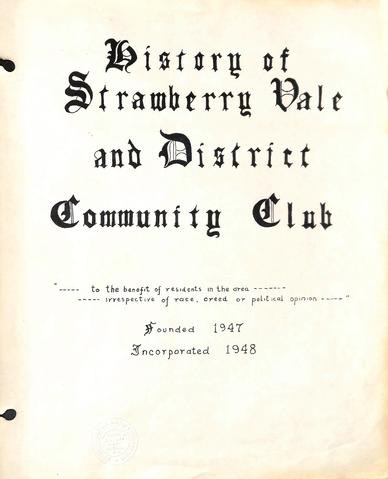 History of
Strawberry Vale
and District
Community Club
"----- to the benefit of residents in the area -------
----- irrespective of race, creed or political opinion -----"
Founded 1947
Incorporated 1948